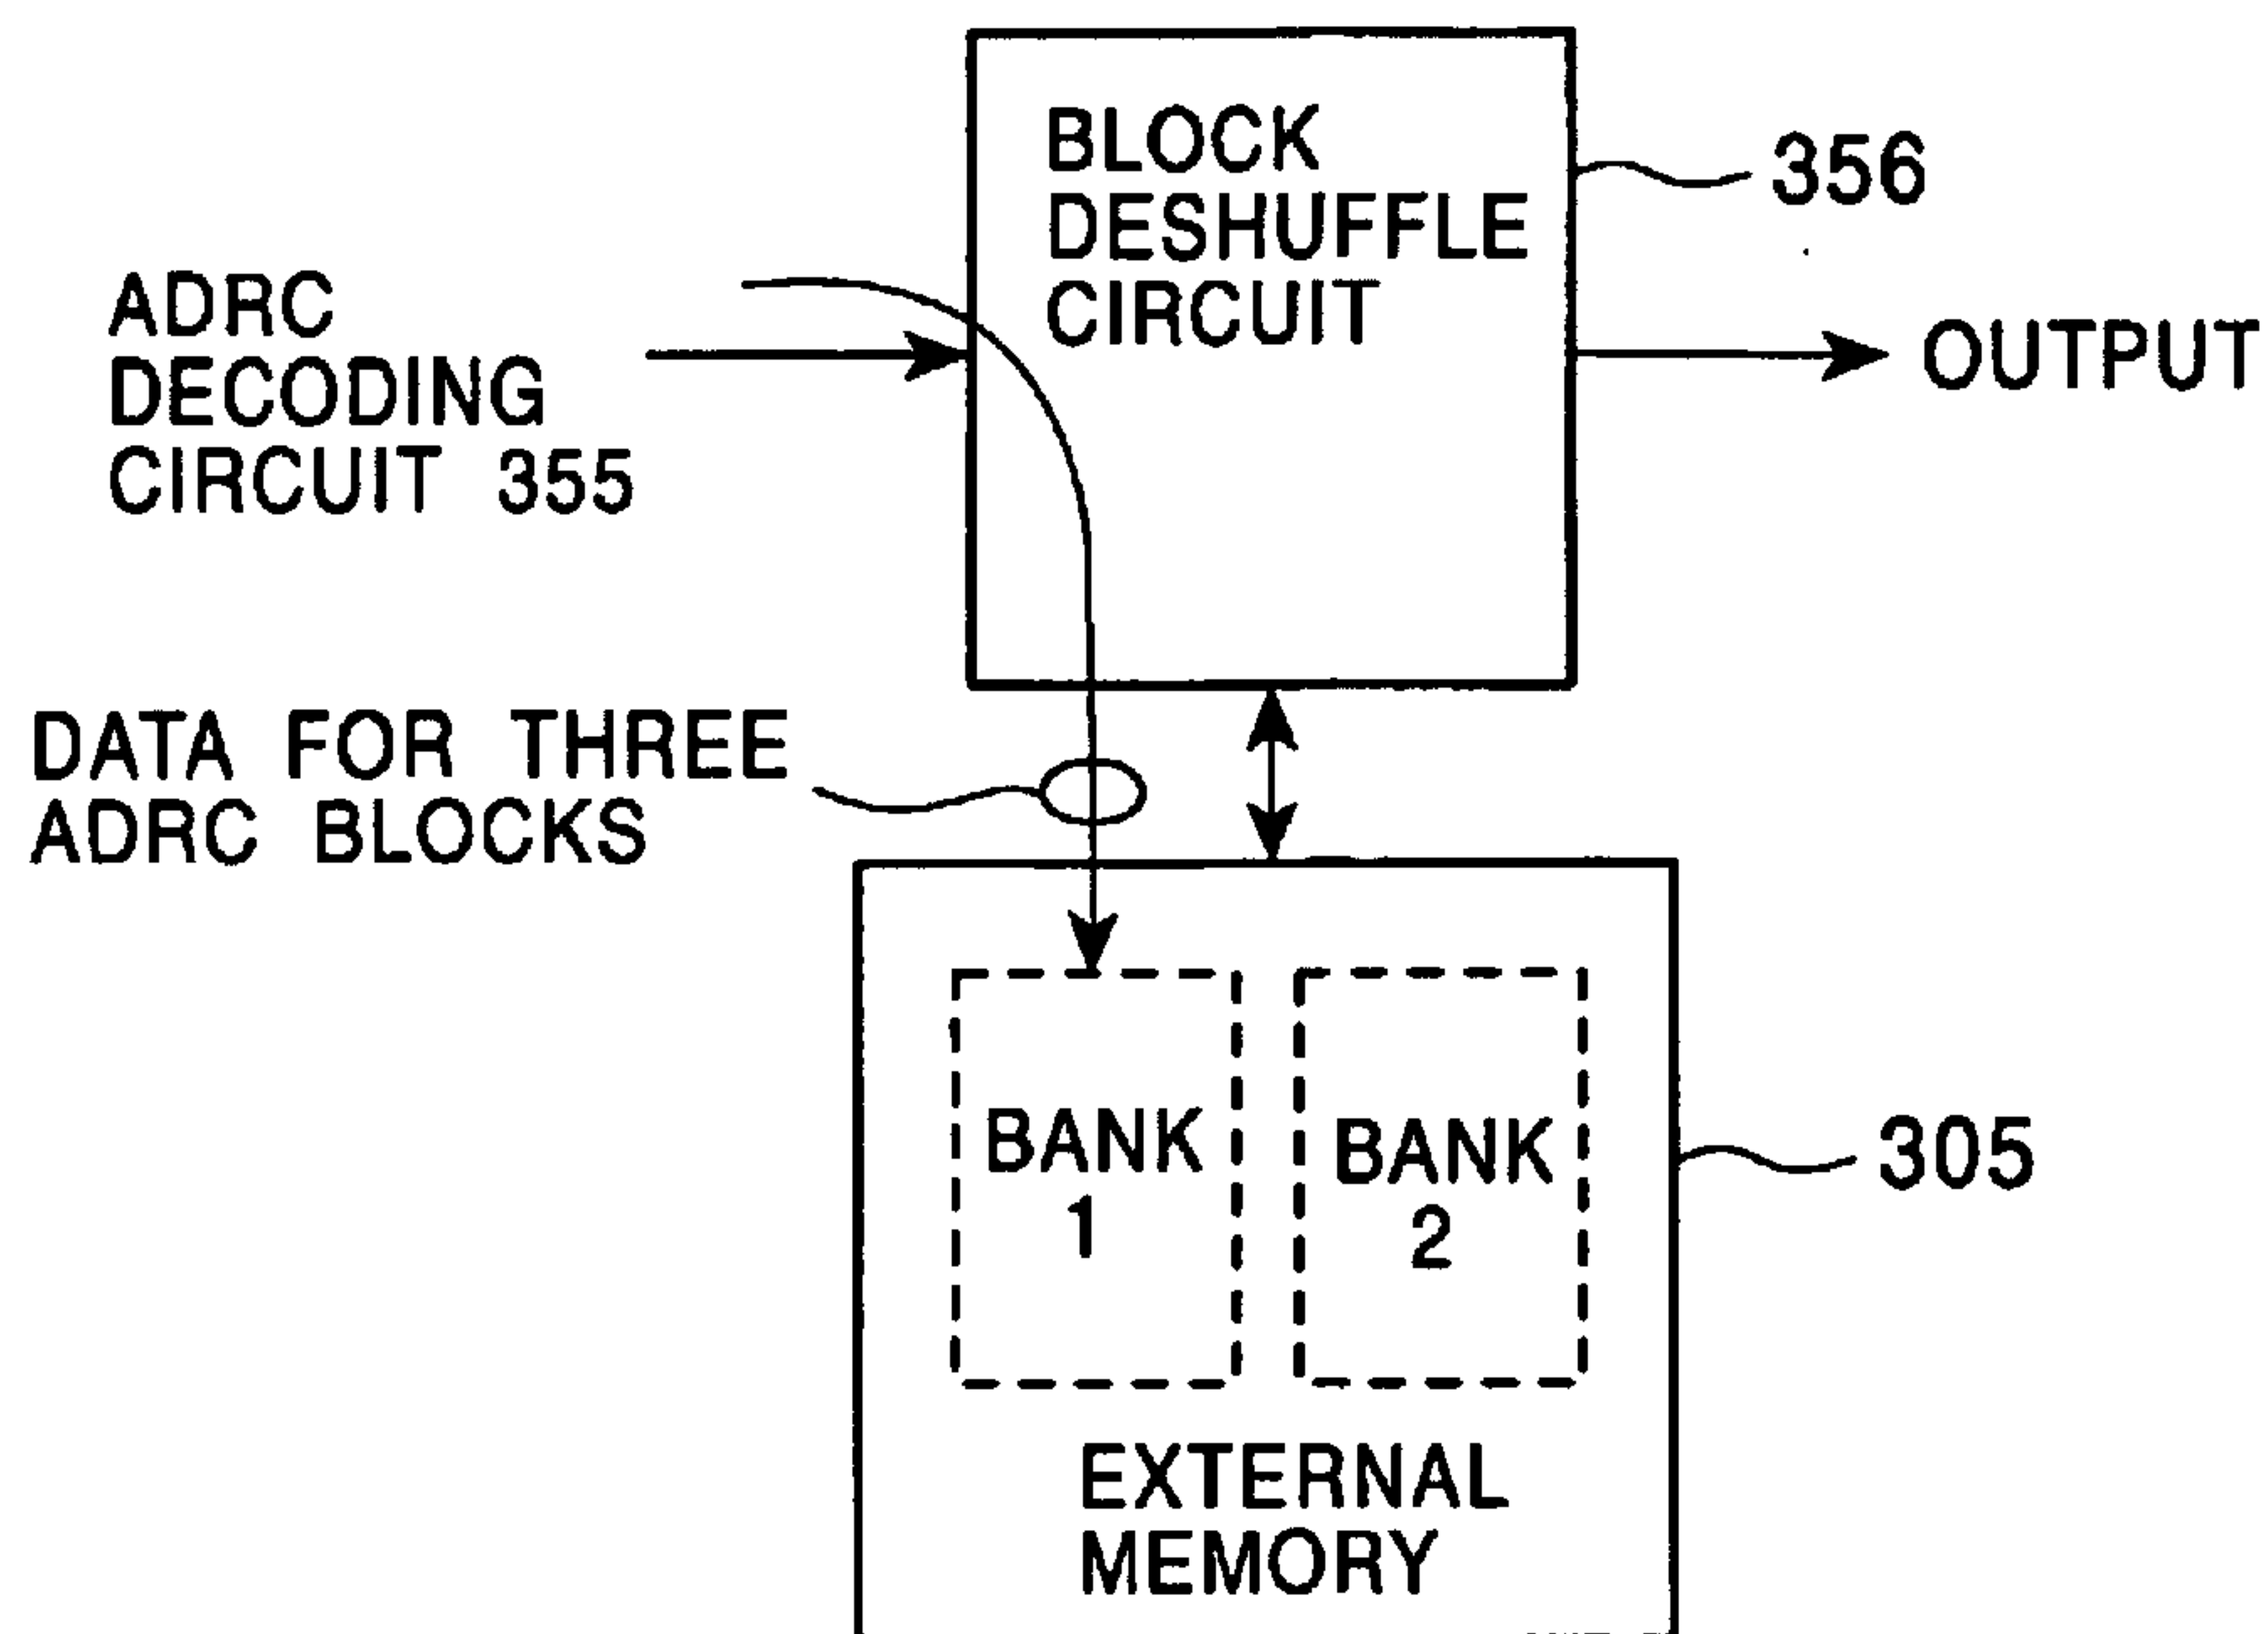 BLOCK
DESHUFFLE
CIRCUIT
356
ADRC
DECODING
CIRCUIT 355
OUTPUT
DATA FOR THREE
ADRC BLOCKS
BANK
1
BANK
2
305
EXTERNAL
MEMORY